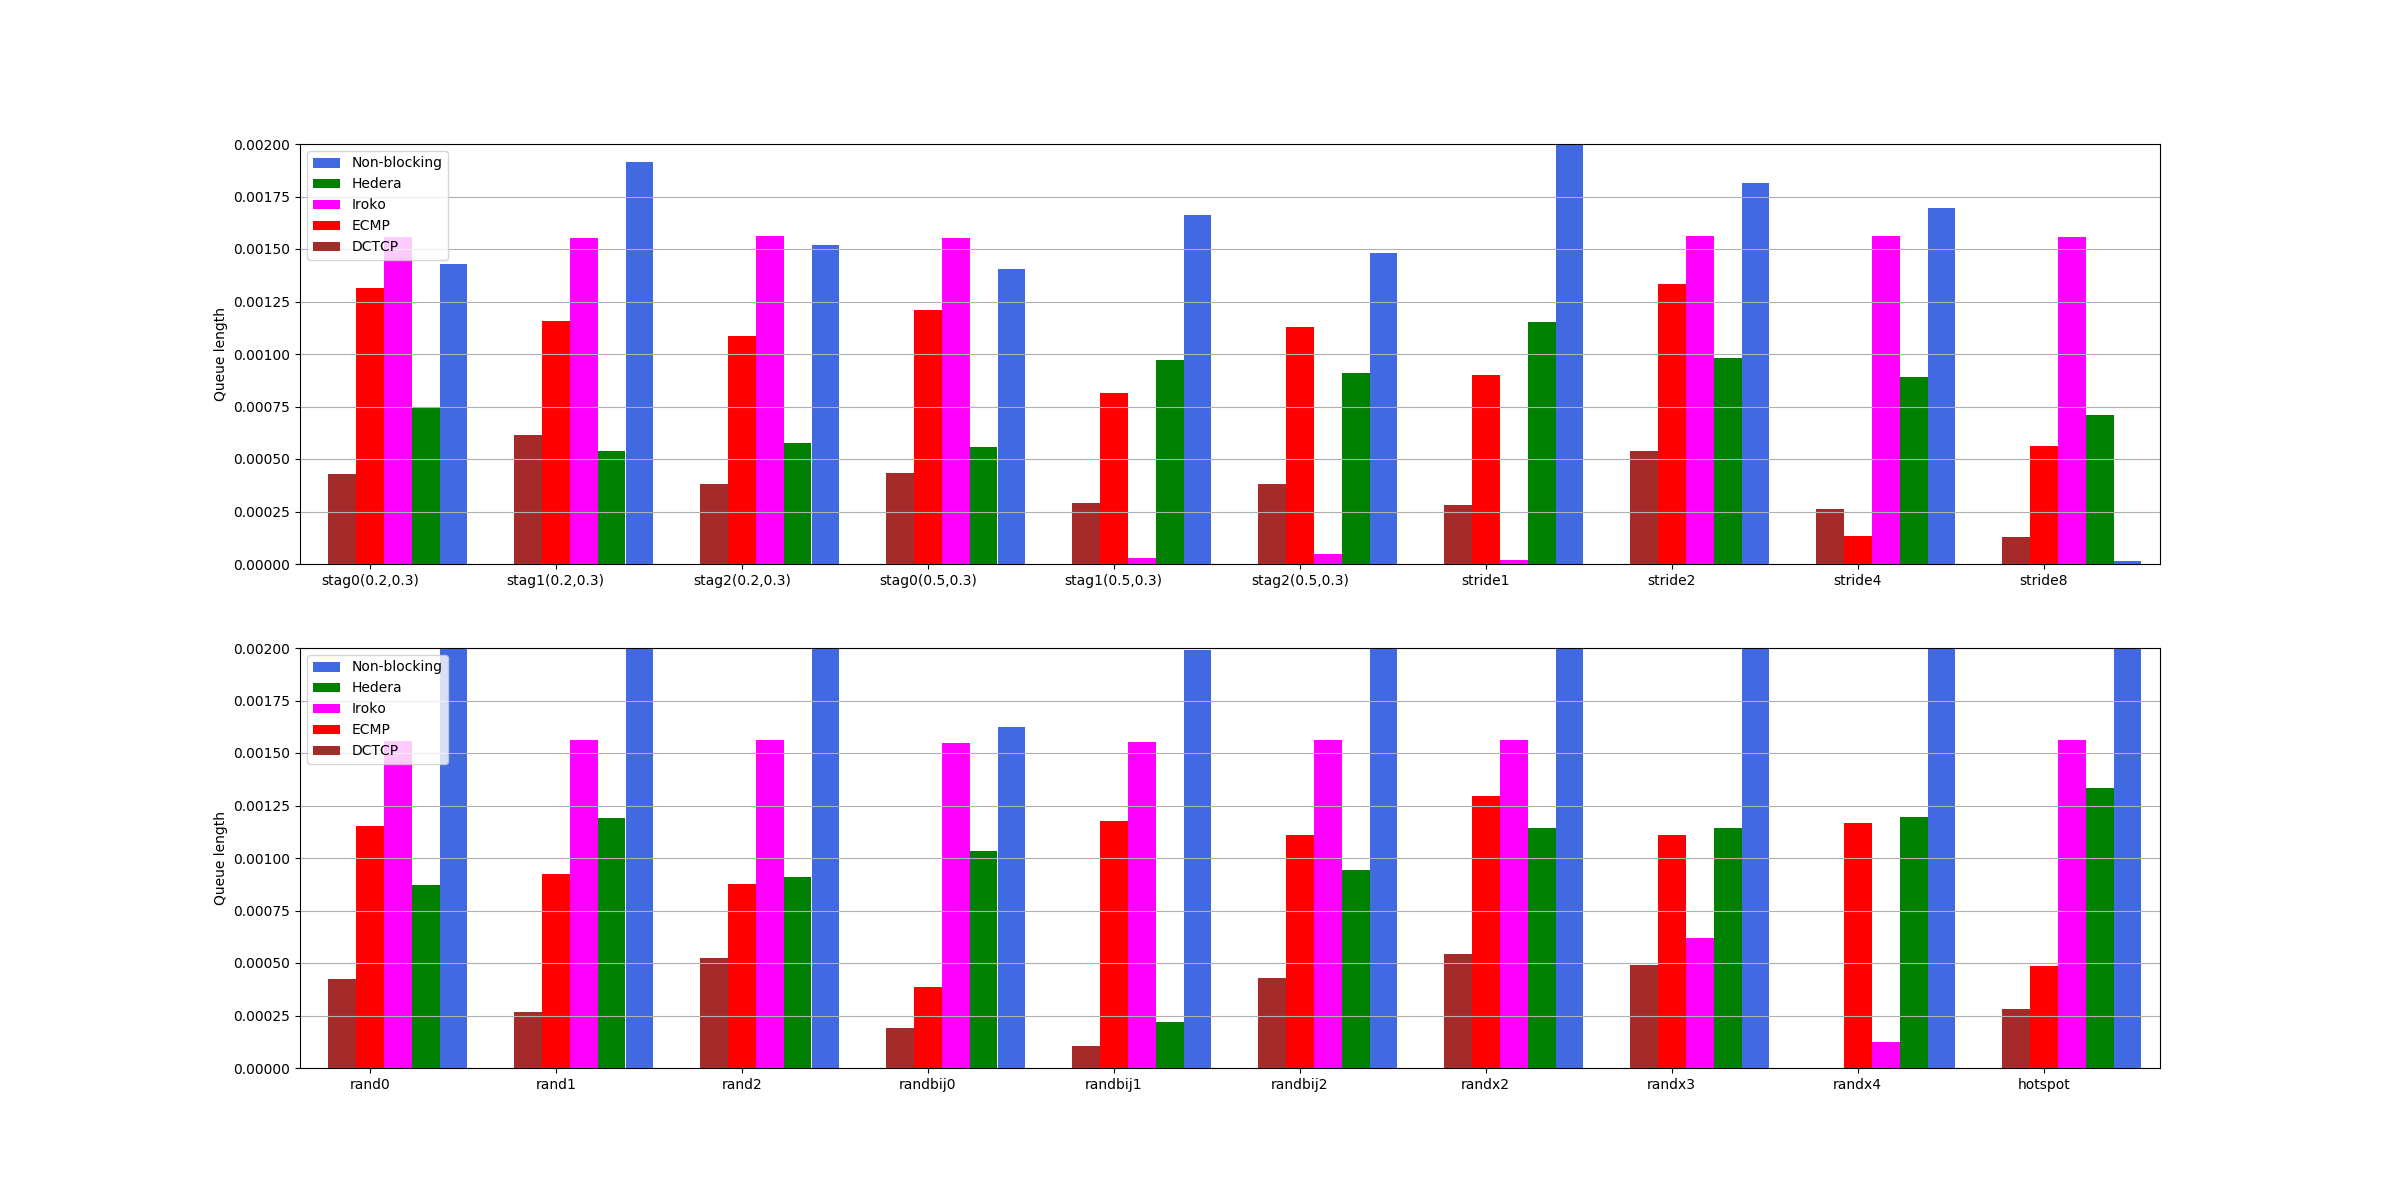 0.00200
0.00175
0.00150
0.00125
0.00100
0.00075
0.00050
0.00025
0.00000
Queue length
Non-blocking
Hedera
Iroko
ECMP
DCTCP
stag0(0.2,0.3) stag1(0.2,0.3) stag2(0.2,0.3) stag0(0.5,0.3) stag1(0.5,0.3) stag2(0.5,0.3) stride1 stride2 stride4 stride8
0.00200
0.00175
0.00150
0.00125
0.00100
0.00075
0.00050
0.00025
0.00000
Queue length
Non-blocking
Hedera
Iroko
ECMP
DCTCP
rand0 rand1 rand2 randbij0 randbij1 randbij2 randx2 randx3 randx4 hotspot